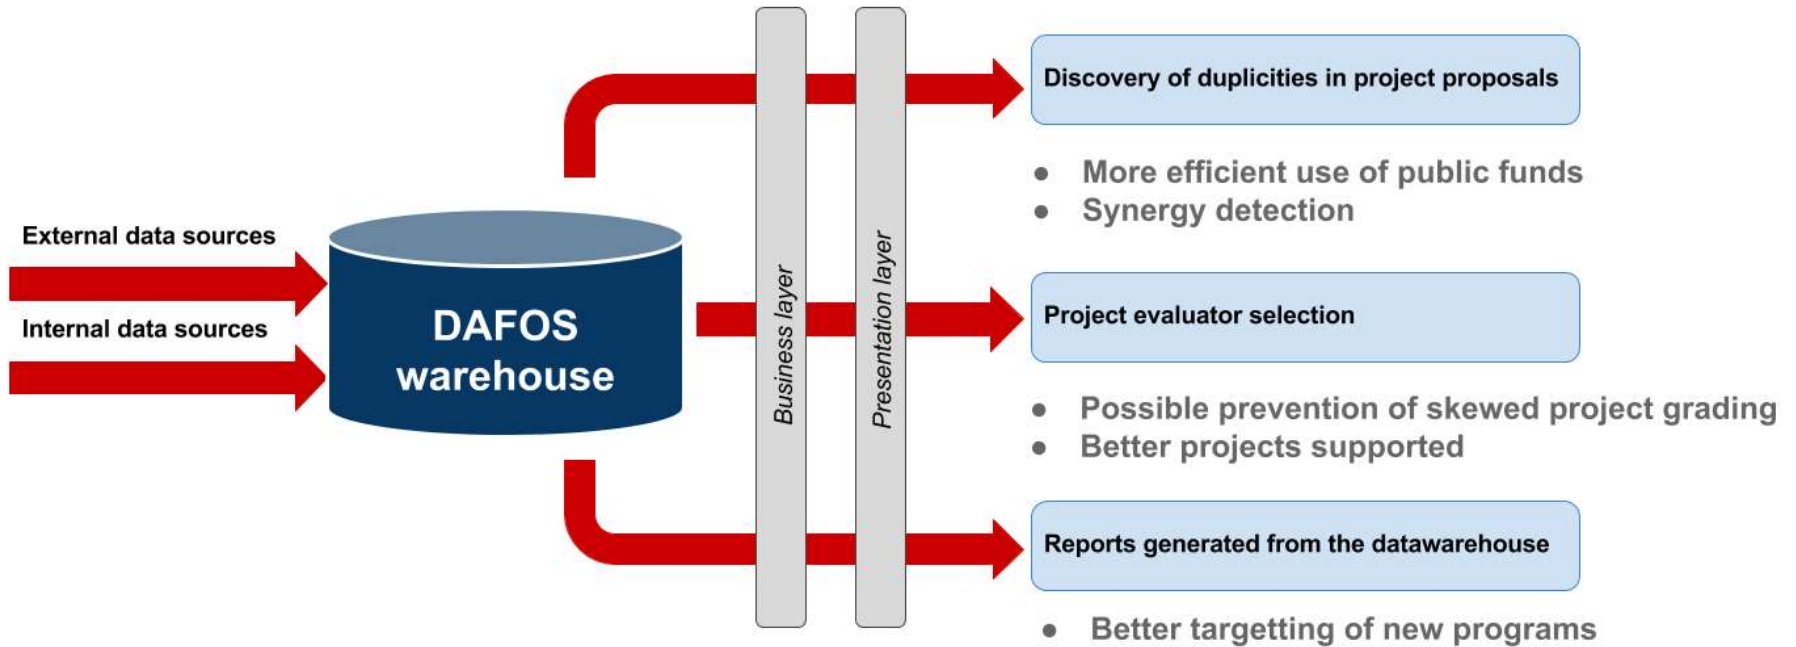 External data sources
Internal data sources
DAFOS
warehouse
Business layer
Presentation layer
Discovery of duplicities in project proposals
● More efficient use of public funds
● Synergy detection
Project evaluator selection
● Possible prevention of skewed project grading
● Better projects supported
Reports generated from the datawarehouse
● Better targetting of new programs